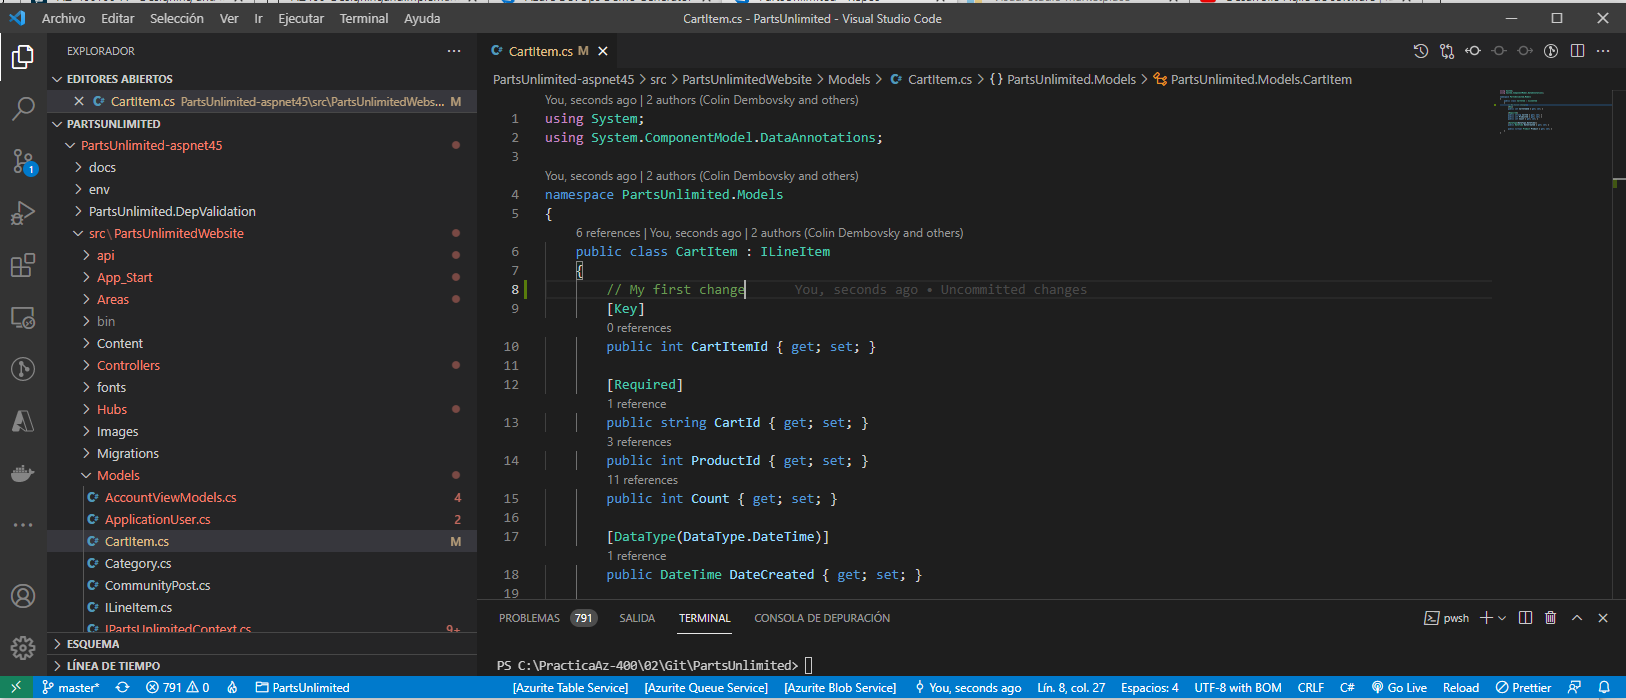 Archivo Editar Selección Ver Ir Ejecutar Terminal Ayuda
CartItem.cs - PartsUnlimited - Visual Studio Code
EXPLORADOR
EDITORES ABIERTOS
CartItem.cs PartsUnlimited-aspnet45\src\PartsUnlimitedWebs... M
PARTSUNLIMITED
PartsUnlimited-aspnet45
docs
env
PartsUnlimited.DepValidation
src\PartsUnlimitedWebsite
api
App_Start
Areas
bin
Content
Controllers
fonts
Hubs
Images
Migrations
Models
AccountViewModels.cs 4
ApplicationUser.cs 2
CartItem.cs M
Category.cs
CommunityPost.cs
ILineItem.cs
IPartsUnlimitedContext.cs 9+
ESQUEMA
LÍNEA DE TIEMPO
1
CartItem.cs M
PartsUnlimited-aspnet45 > src > PartsUnlimitedWebsite > Models > CartItem.cs > {} PartsUnlimited.Models > PartsUnlimited.Models.CartItem
You, seconds ago | 2 authors (Colin Dembovsky and others)
1 using System;
2 using System.ComponentModel.DataAnnotations;
3
You, seconds ago | 2 authors (Colin Dembovsky and others)
4 namespace PartsUnlimited.Models
5 {
6 references | You, seconds ago | 2 authors (Colin Dembovsky and others)
6 public class CartItem : ILineItem
7 {
8 // My first change You, seconds ago • Uncommitted changes
9 [Key]
0 references
10 public int CartItemId { get; set; }
11
12 [Required]
1 reference
13 public string CartId { get; set; }
3 references
14 public int ProductId { get; set; }
11 references
15 public int Count { get; set; }
16
17 [DataType(DataType.DateTime)]
1 reference
18 public DateTime DateCreated { get; set; }
19
PROBLEMAS 791 SALIDA TERMINAL CONSOLA DE DEPURACIÓN
pwsh
PS C:\PracticaAz-400\02\Git\PartsUnlimited>
master* 791 0 PartsUnlimited [Azurite Table Service] [Azurite Queue Service] [Azurite Blob Service] You, seconds ago Lín. 8, col. 27 Espacios: 4 UTF-8 with BOM CRLF C# Go Live Reload Prettier